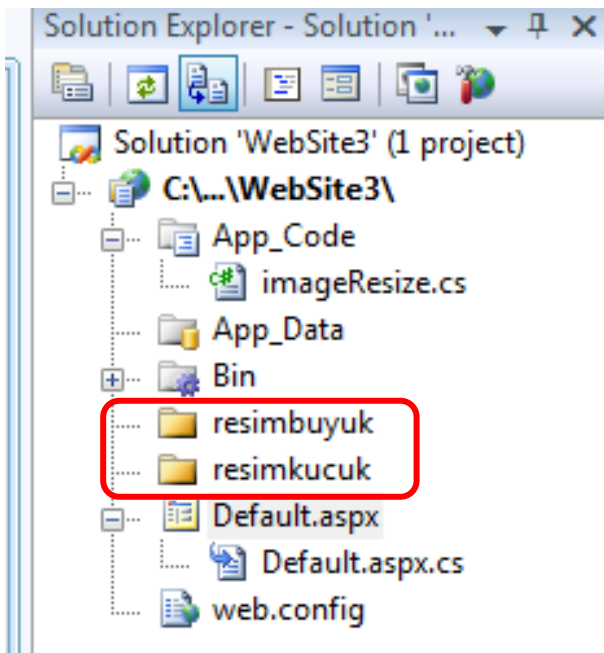 Solution Explorer - Solution '...
Solution 'WebSite3' (1 project)
C:\...\WebSite3\
App_Code
imageResize.cs
App_Data
Bin
resimbuyuk
resimkucuk
Default.aspx
Default.aspx.cs
web.config